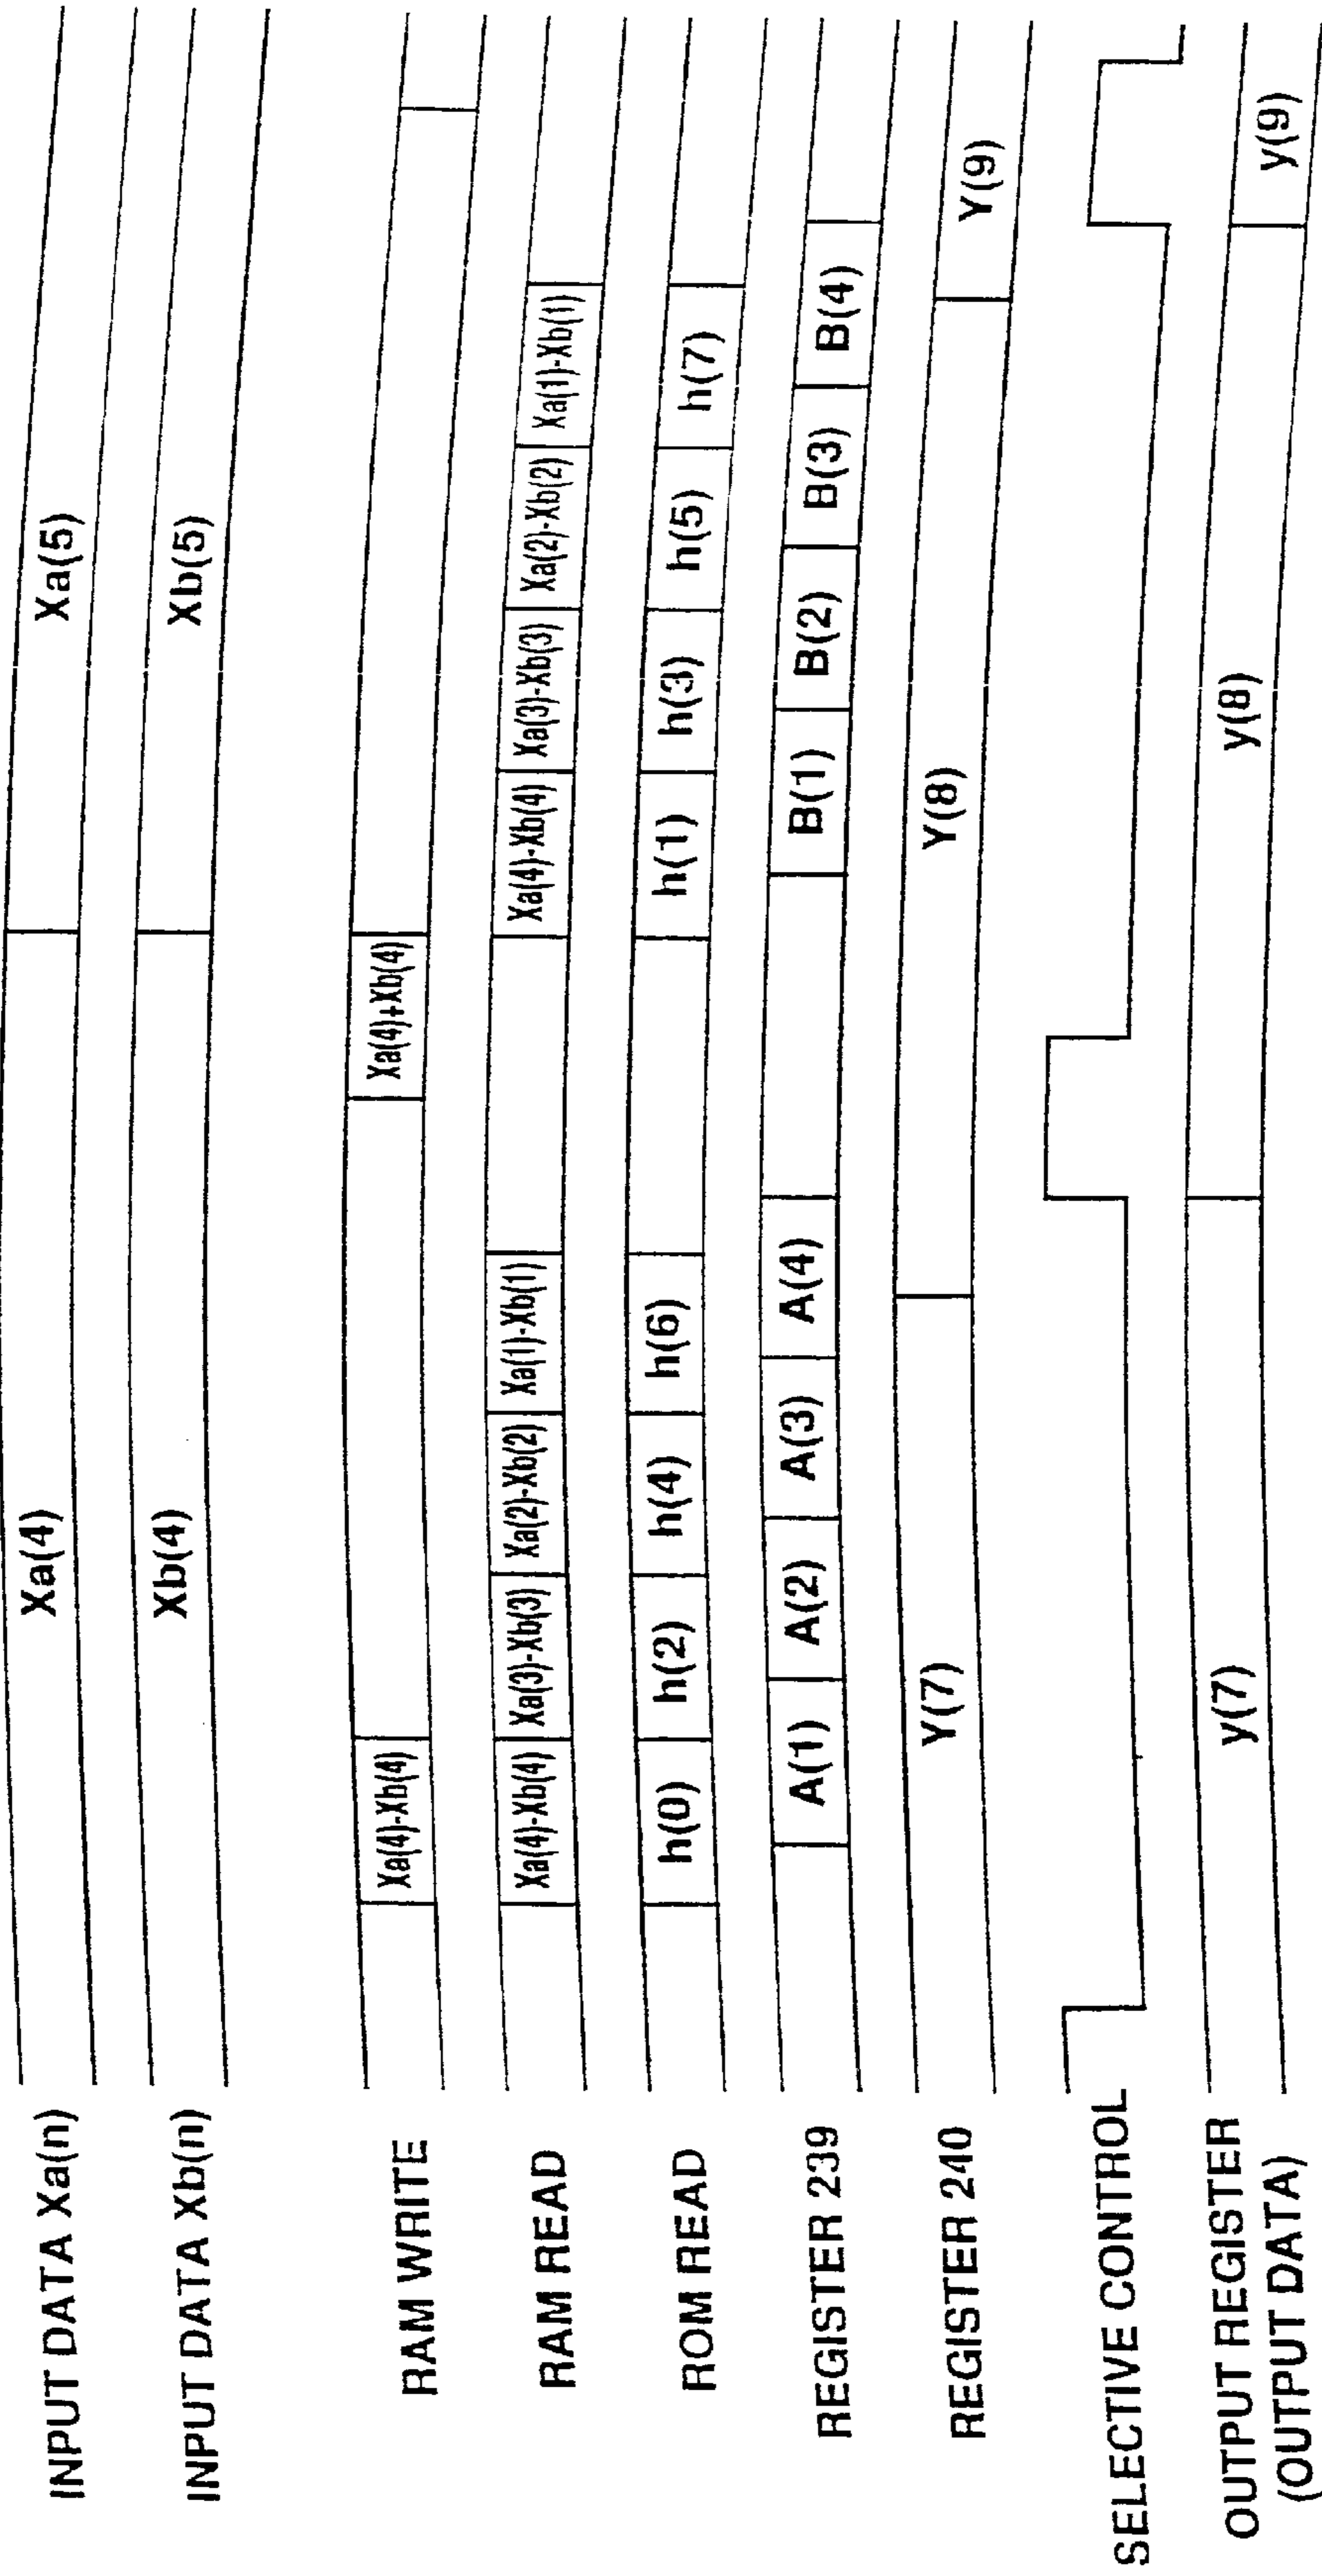 INPUT DATA Xa(n)
Xa(4)
Xa(5)
INPUT DATA Xb(n)
Xb(4)
Xb(5)
RAM WRITE
Xa(4)-Xb(4)
Xa(4)+Xb(4)
RAM READ
Xa(4)-Xb(4)
Xa(3)-Xb(3)
Xa(2)-Xb(2)
Xa(1)-Xb(1)
Xa(4)-Xb(4)
Xa(3)-Xb(3)
Xa(2)-Xb(2)
Xa(1)-Xb(1)
ROM READ
h(0)
h(2)
h(4)
h(6)
h(1)
h(3)
h(5)
h(7)
REGISTER 239
A(1)
A(2)
A(3)
A(4)
B(1)
B(2)
B(3)
B(4)
REGISTER 240
Y(7)
Y(8)
Y(9)
SELECTIVE CONTROL
OUTPUT REGISTER
(OUTPUT DATA)
y(7)
y(8)
y(9)